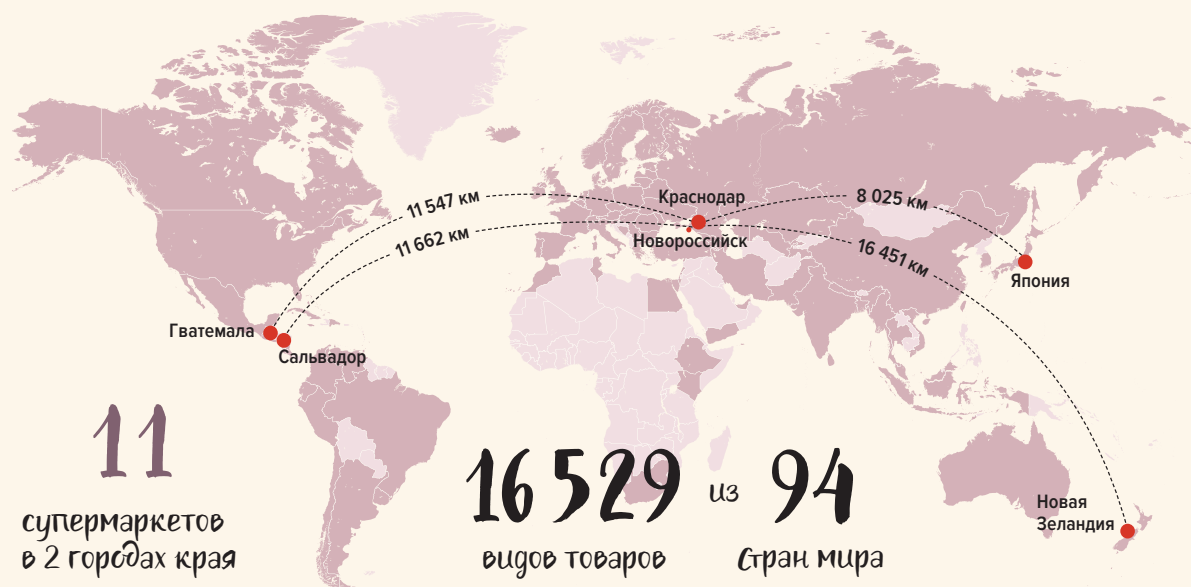 11 547 км
11 662 км
Краснодар
Новороссийск
8 025 км
16 451 км
Япония
Гватемала
Сальвадор
Новая
Зеландия
11
супермаркетов
в 2 городах края
16 529 из 94
видов товаров
стран мира